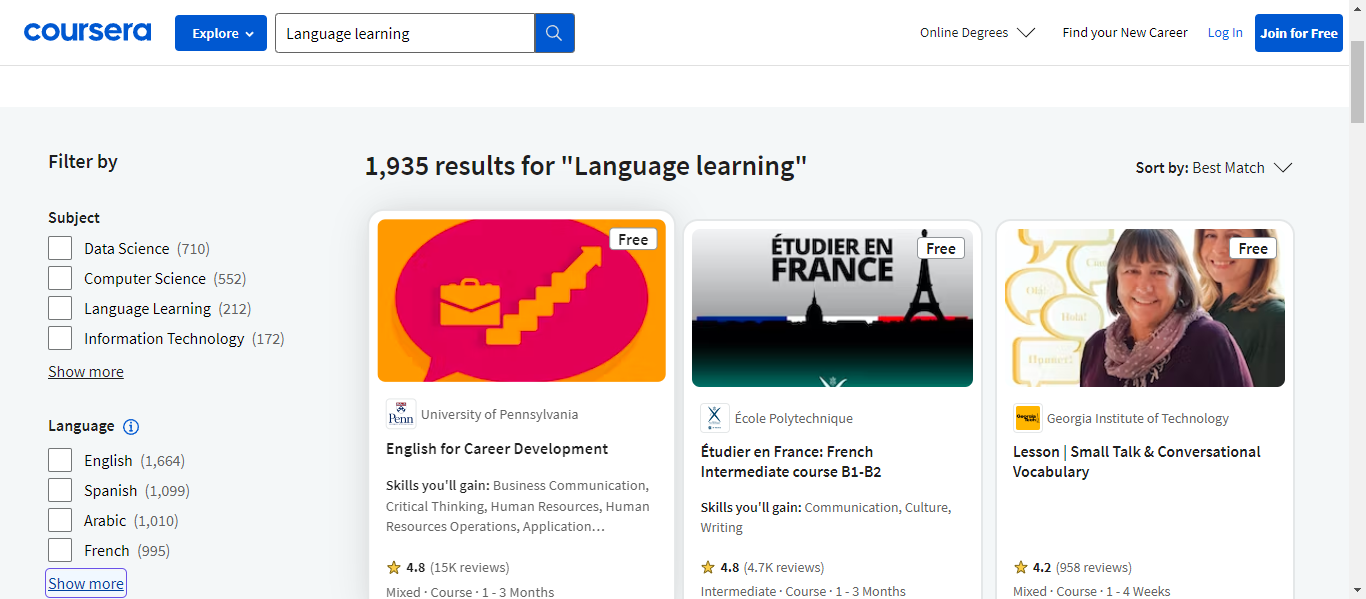 coursera
Explore
Language learning
Online Degrees
Find your New Career
Log In
Join for Free
Filter by
Subject
Data Science (710)
Computer Science (552)
Language Learning (212)
Information Technology (172)
Show more
Language
English (1,664)
Spanish (1,099)
Arabic (1,010)
French (995)
Show more
1,935 results for "Language learning"
Sort by: Best Match
Free
Penn
University of Pennsylvania
English for Career Development
Skills you'll gain: Business Communication,
Critical Thinking, Human Resources, Human
Resources Operations, Application...
4.8 (15K reviews)
Mixed · Course · 1 - 3 Months
ÉTUDIER EN
FRANCE
Free
École Polytechnique
Étudier en France: French
Intermediate course B1-B2
Skills you'll gain: Communication, Culture,
Writing
4.8 (4.7K reviews)
Intermediate · Course · 1 - 3 Months
Free
Olá!
Hola!
Привет!
Georgia Institute of Technology
Lesson | Small Talk & Conversational
Vocabulary
4.2 (958 reviews)
Mixed · Course · 1 - 4 Weeks